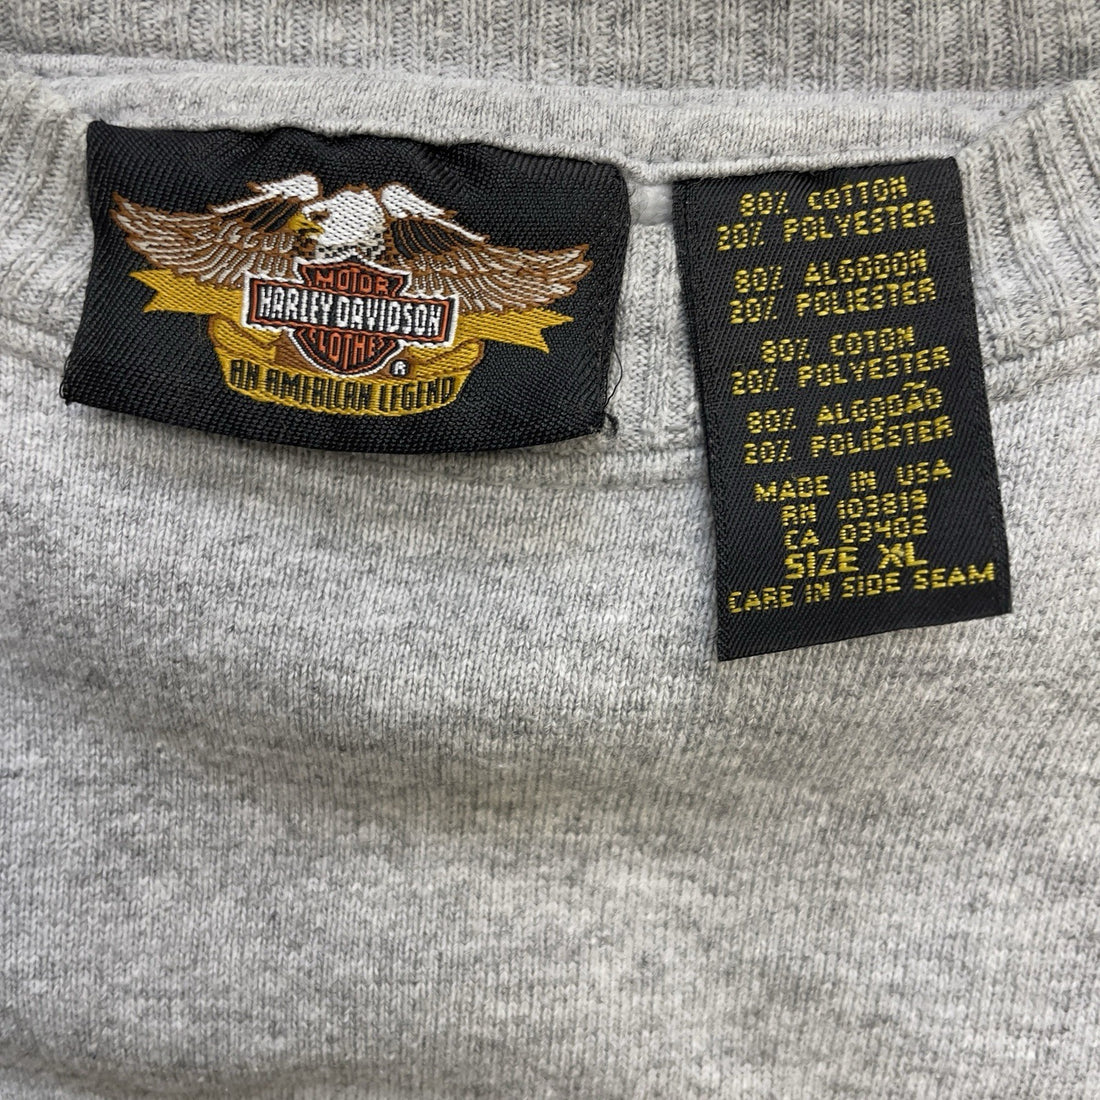 MOTOR
HARLEY-DAVIDSON
CLOTHES
®
AN AMERICAN LEGEND
80% COTTON
20% POLYESTER
80% ALGODON
20% POLIESTER
80% COTON
20% POLYESTER
80% ALGODÃO
20% POLIÉSTER
MADE IN USA
RN 103819
CA 03402
SIZE XL
CARE IN SIDE SEAM